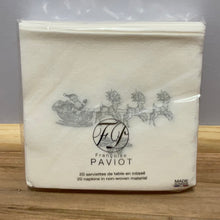 FP
Françoise
PAVIOT
20 serviettes de table en intissé
20 napkins in non-woven material
MADE